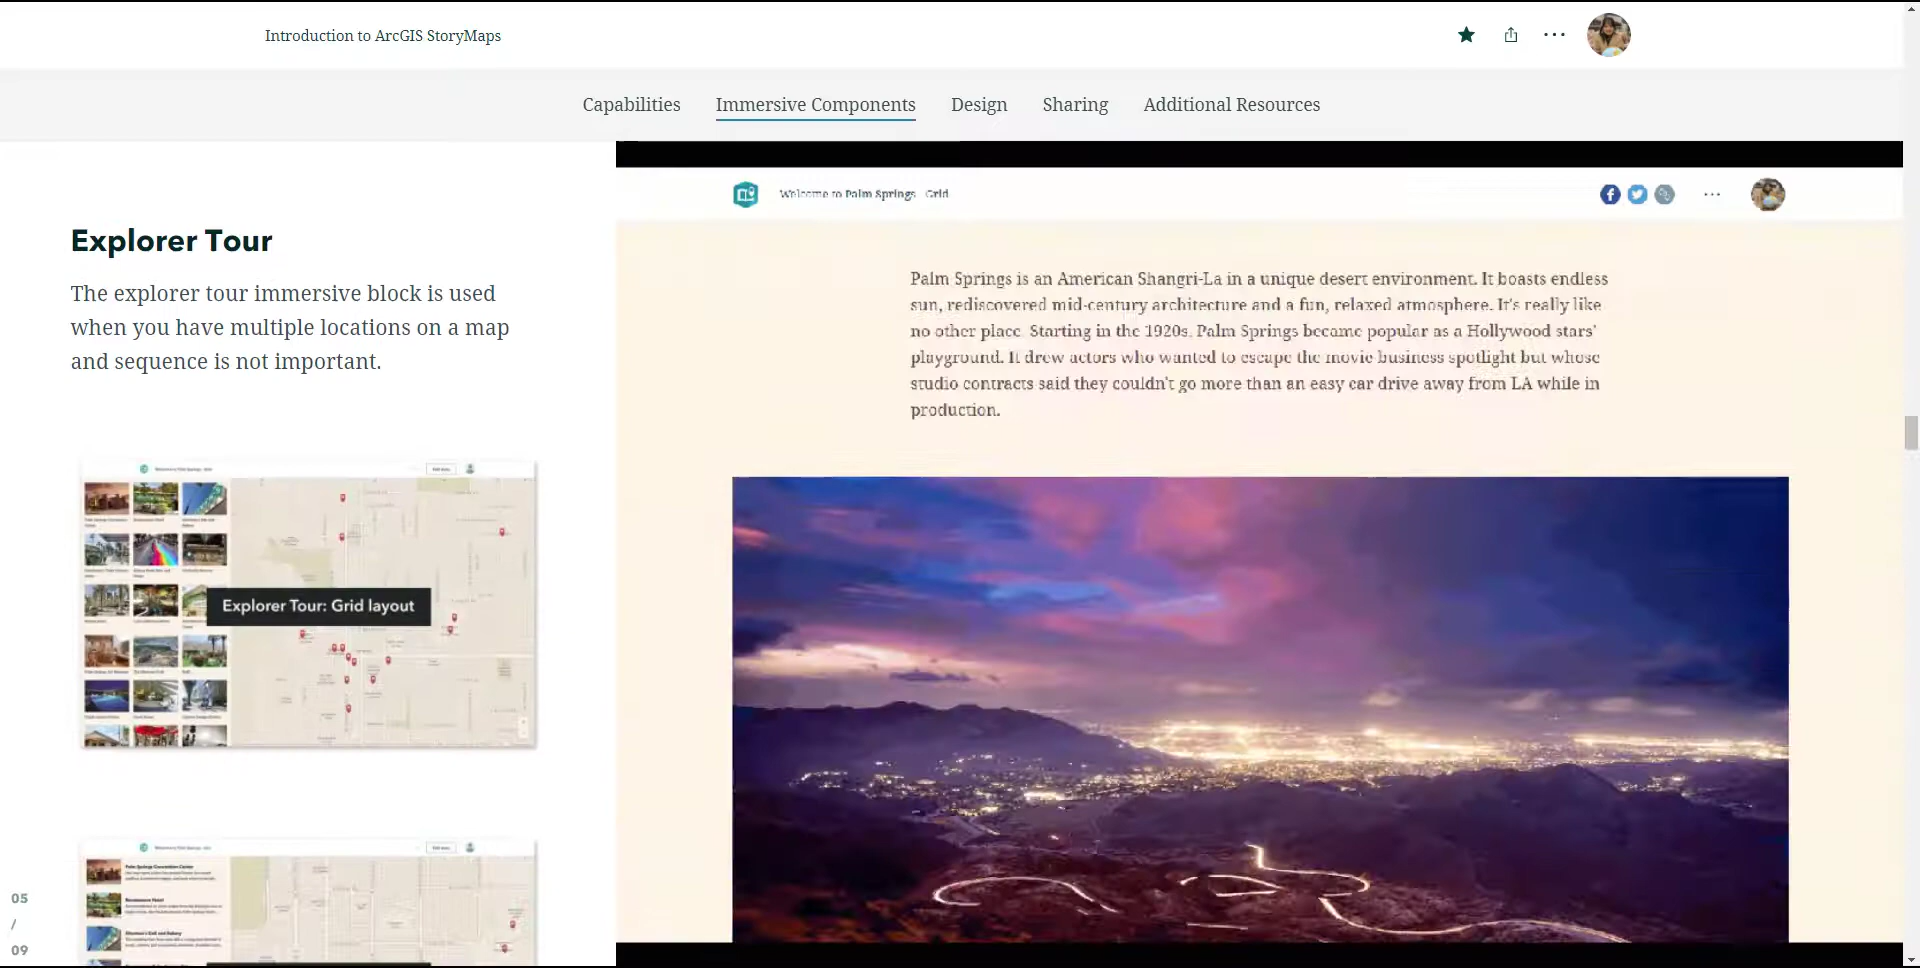 Introduction to ArcGIS StoryMaps
Capabilities
Immersive Components
Design
Sharing
Additional Resources
Explorer Tour
The explorer tour immersive block is used
when you have multiple locations on a map
and sequence is not important.
Explorer Tour: Grid layout
05
/
09
Welcome to Palm Springs Grid
Palm Springs is an American Shangri-La in a unique desert environment. It boasts endless
sun, rediscovered mid-century architecture and a fun, relaxed atmosphere. It's really like
no other place. Starting in the 1920s, Palm Springs became popular as a Hollywood stars'
playground. It drew actors who wanted to escape the movie business spotlight but whose
studio contracts said they couldn't go more than an easy car drive away from LA while in
production.